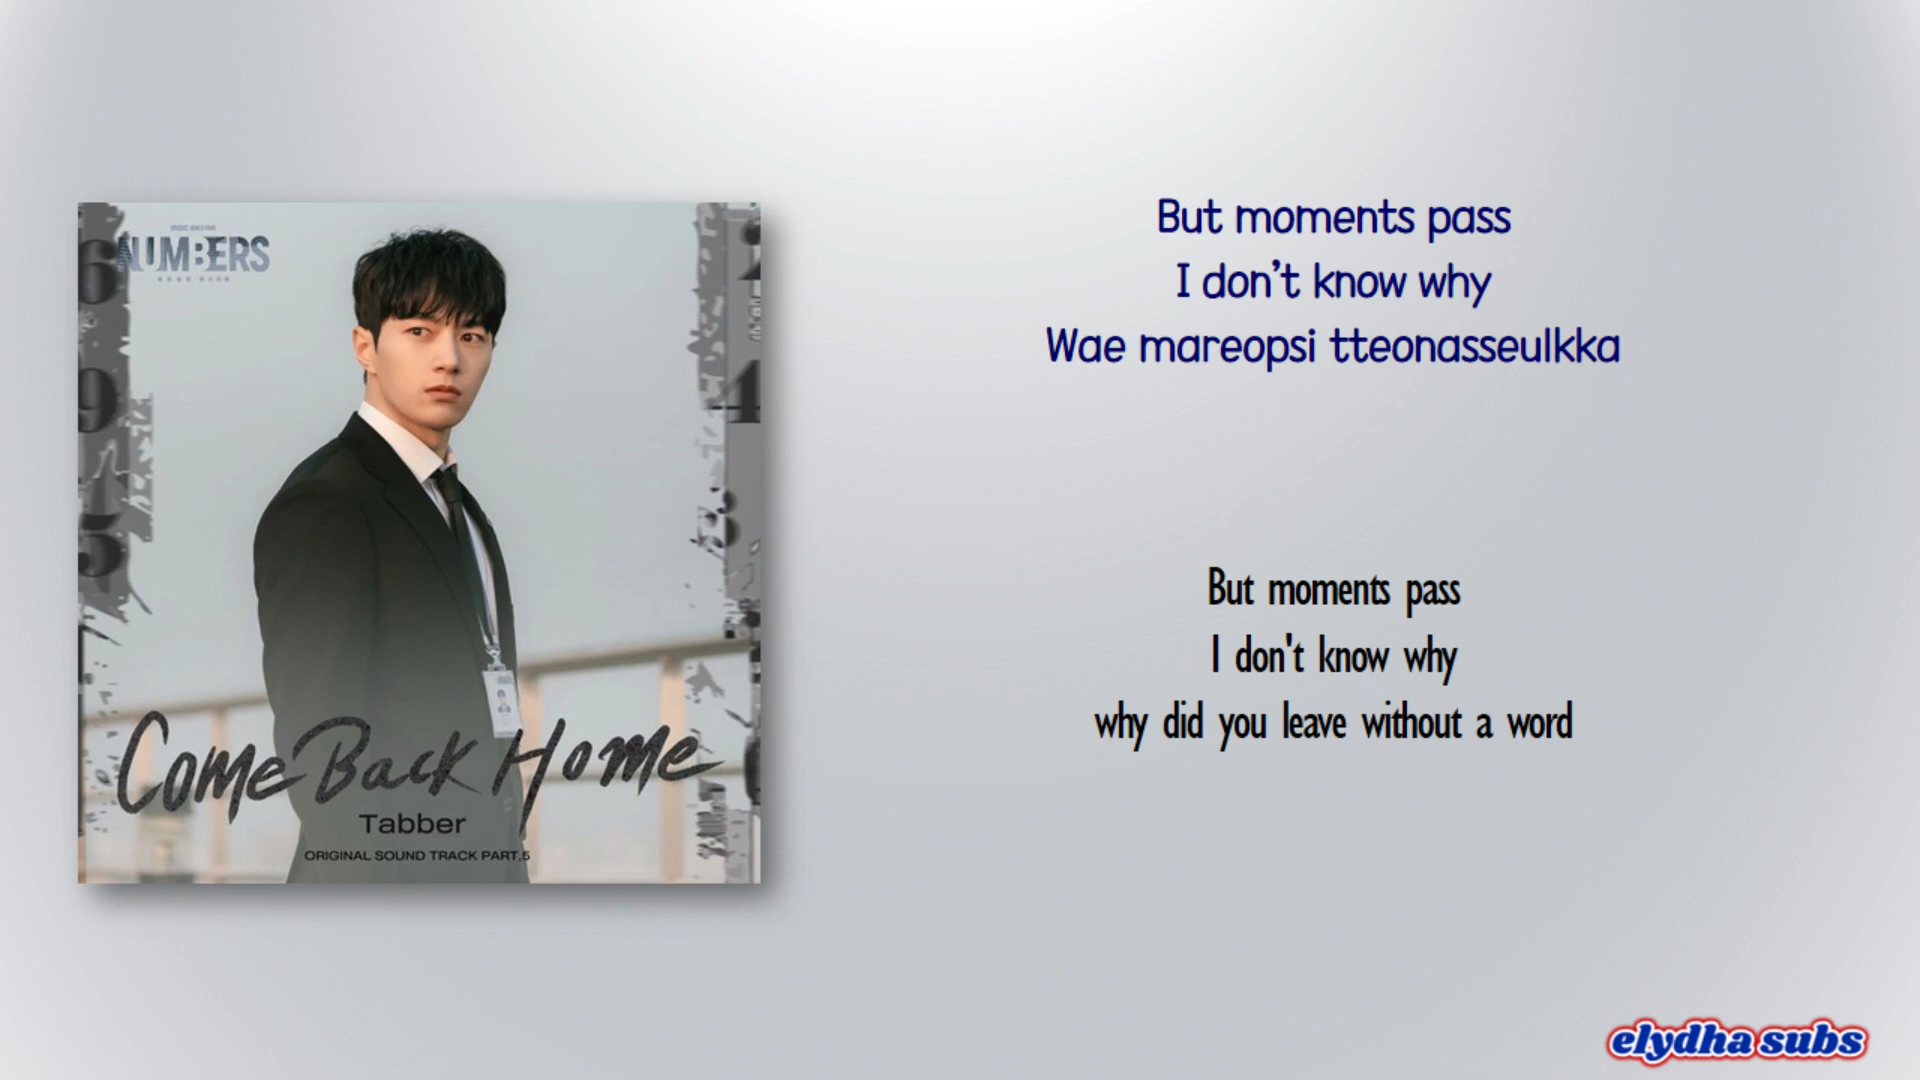 NUMBERS
Come Back Home
Tabber
ORIGINAL SOUND TRACK PART.5
But moments pass
I don’t know why
Wae mareopsi tteonasseulkka
But moments pass
I don't know why
why did you leave without a word
elydha subs